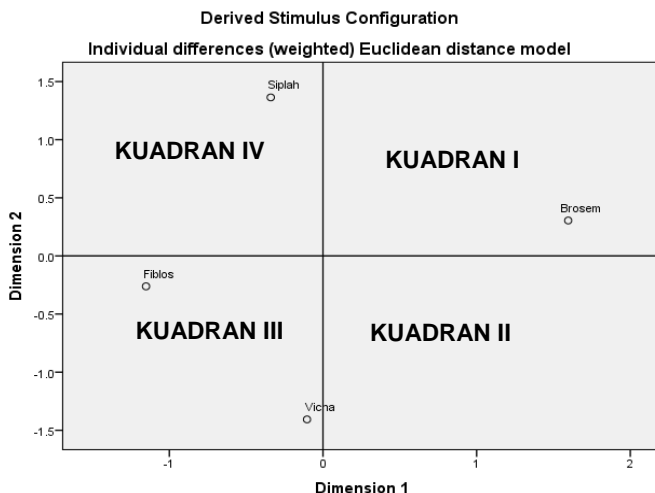 Derived Stimulus Configuration
Individual differences (weighted) Euclidean distance model
1.5
1.0
0.5
0.0
-0.5
-1.0
-1.5
Dimension 2
Siplah
KUADRAN IV
KUADRAN I
Brosem
Fiblos
KUADRAN III
KUADRAN II
Vicha
-1
0
1
2
Dimension 1